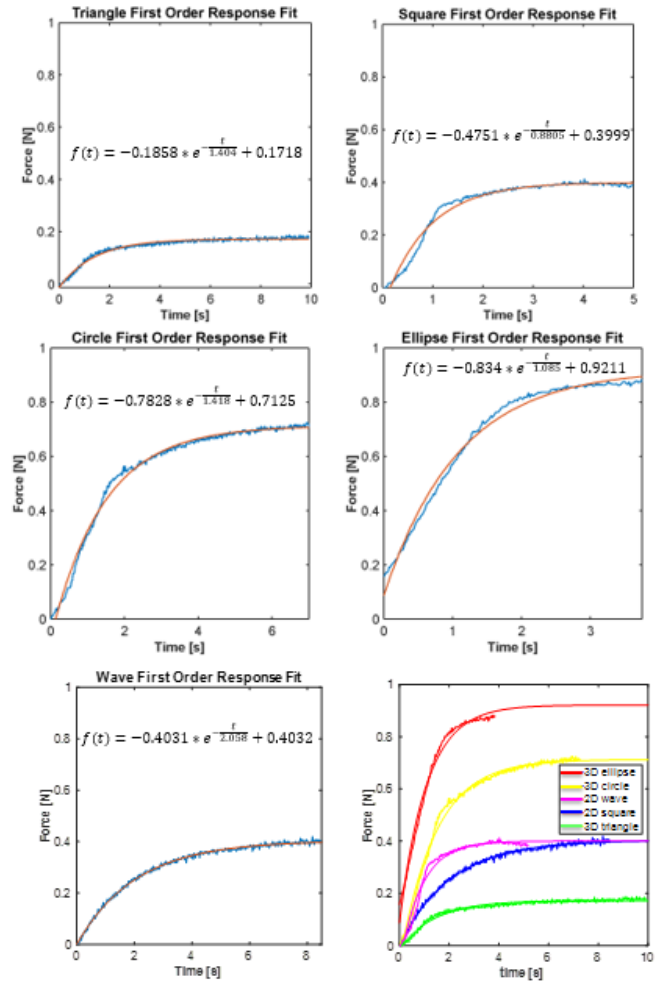 Triangle First Order Response Fit
Force [N]
1
0.8
0.6
0.4
0.2
0
f(t) = −0.1858 * e^{-\frac{t}{1.404}} + 0.1718
0 2 4 6 8 10
Time [s]
Square First Order Response Fit
Force [N]
1
0.8
0.6
0.4
0.2
0
f(t) = −0.4751 * e^{-\frac{t}{0.8805}} + 0.3999
0 1 2 3 4 5
Time [s]
Circle First Order Response Fit
Force [N]
1
0.8
0.6
0.4
0.2
0
f(t) = −0.7828 * e^{-\frac{t}{1.418}} + 0.7125
0 2 4 6
Time [s]
Ellipse First Order Response Fit
Force [N]
1
0.8
0.6
0.4
0.2
0
f(t) = −0.834 * e^{-\frac{t}{1.085}} + 0.9211
0 1 2 3
Time [s]
Wave First Order Response Fit
Force [N]
1
0.8
0.6
0.4
0.2
0
f(t) = −0.4031 * e^{-\frac{t}{2.058}} + 0.4032
0 2 4 6 8
Time [s]
Force [N]
1
0.8
0.6
0.4
0.2
0
3D ellipse
3D circle
2D wave
2D square
3D triangle
0 2 4 6 8 10
time [s]